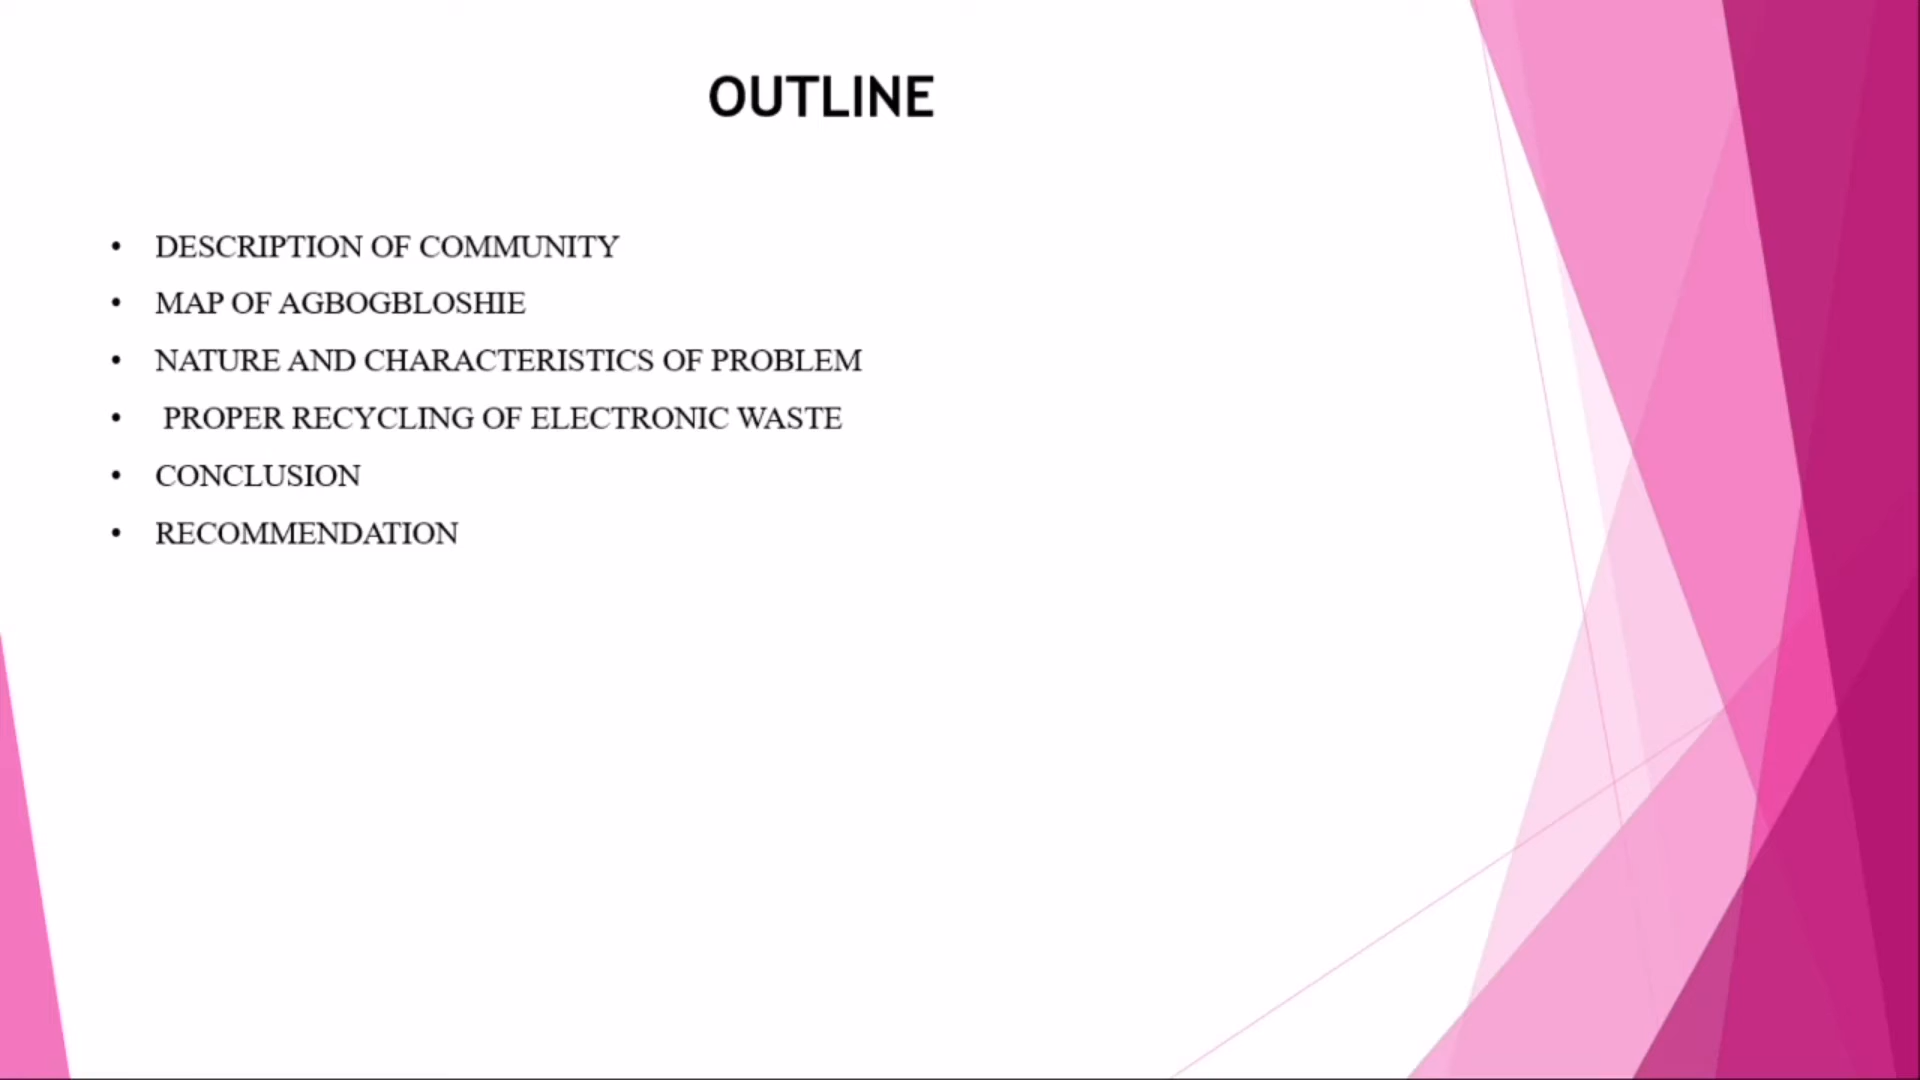 OUTLINE
• DESCRIPTION OF COMMUNITY
• MAP OF AGBOGBLOSHIE
• NATURE AND CHARACTERISTICS OF PROBLEM
• PROPER RECYCLING OF ELECTRONIC WASTE
• CONCLUSION
• RECOMMENDATION